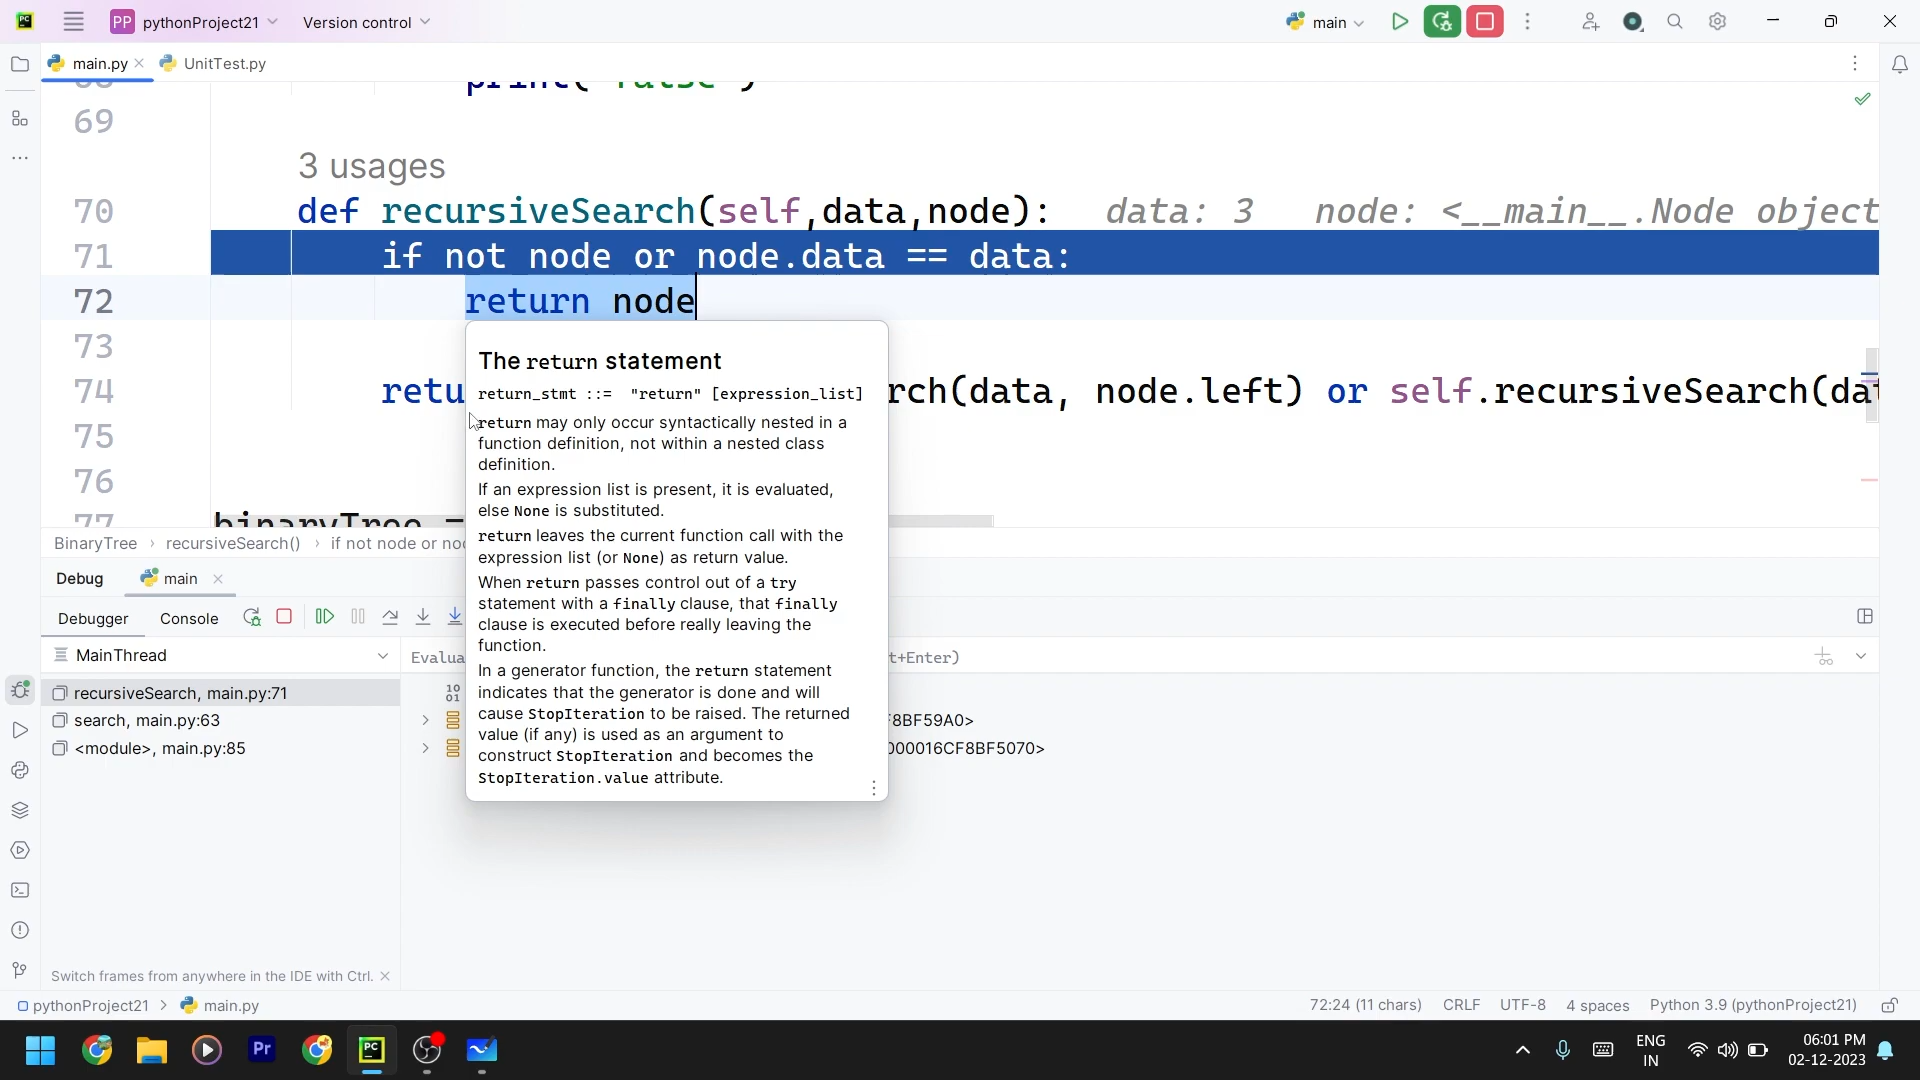 PP pythonProject21
Version control
main
main.py
UnitTest.py
69
3 usages
70 def recursiveSearch(self,data,node): data: 3 node: <__main__.Node object
71 if not node or node.data == data:
72 return node
73
74 retu rch(data, node.left) or self.recursiveSearch(dat
75
76
77 binaryTree =
The return statement
return_stmt ::= "return" [expression_list]
return may only occur syntactically nested in a
function definition, not within a nested class
definition.
If an expression list is present, it is evaluated,
else None is substituted.
return leaves the current function call with the
expression list (or None) as return value.
When return passes control out of a try
statement with a finally clause, that finally
clause is executed before really leaving the
function.
In a generator function, the return statement
indicates that the generator is done and will
cause StopIteration to be raised. The returned
value (if any) is used as an argument to
construct StopIteration and becomes the
StopIteration.value attribute.
BinaryTree > recursiveSearch() > if not node or nod
Debug main
Debugger Console
MainThread
Evalua t+Enter)
recursiveSearch, main.py:71
search, main.py:63
<module>, main.py:85
F8BF59A0>
000016CF8BF5070>
Switch frames from anywhere in the IDE with Ctrl.
pythonProject21 > main.py
72:24 (11 chars) CRLF UTF-8 4 spaces Python 3.9 (pythonProject21)
Pr
PC
ENG
IN
06:01 PM
02-12-2023